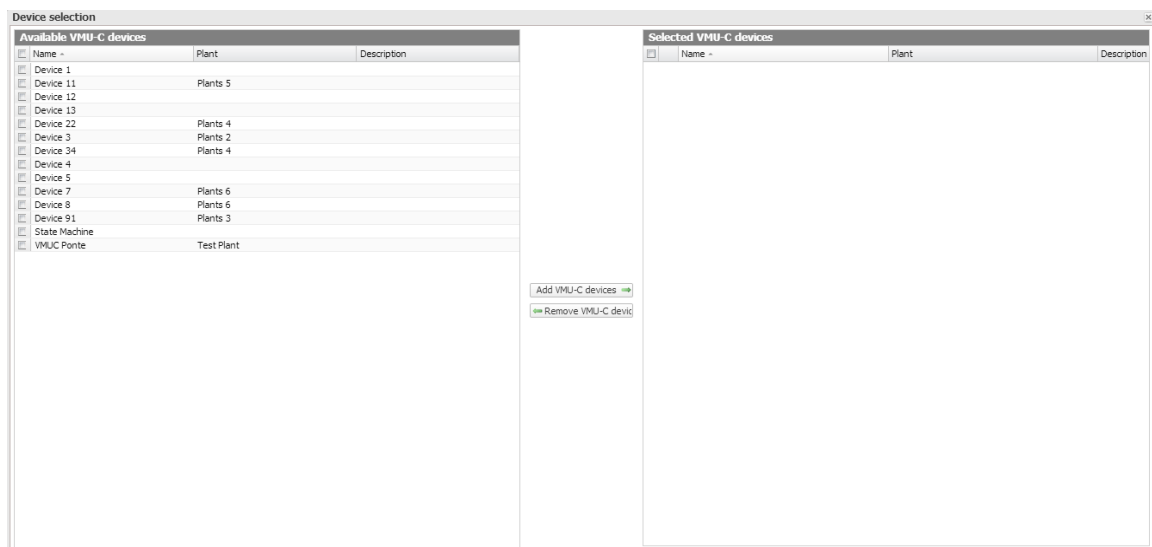 Device selection
Available VMU-C devices
Name Plant Description
Device 1
Device 11 Plants 5
Device 12
Device 13
Device 22 Plants 4
Device 3 Plants 2
Device 34 Plants 4
Device 4
Device 5
Device 7 Plants 6
Device 8 Plants 6
Device 91 Plants 3
State Machine
VMUC Ponte Test Plant
Add VMU-C devices
Remove VMU-C devic
Selected VMU-C devices
Name Plant Description